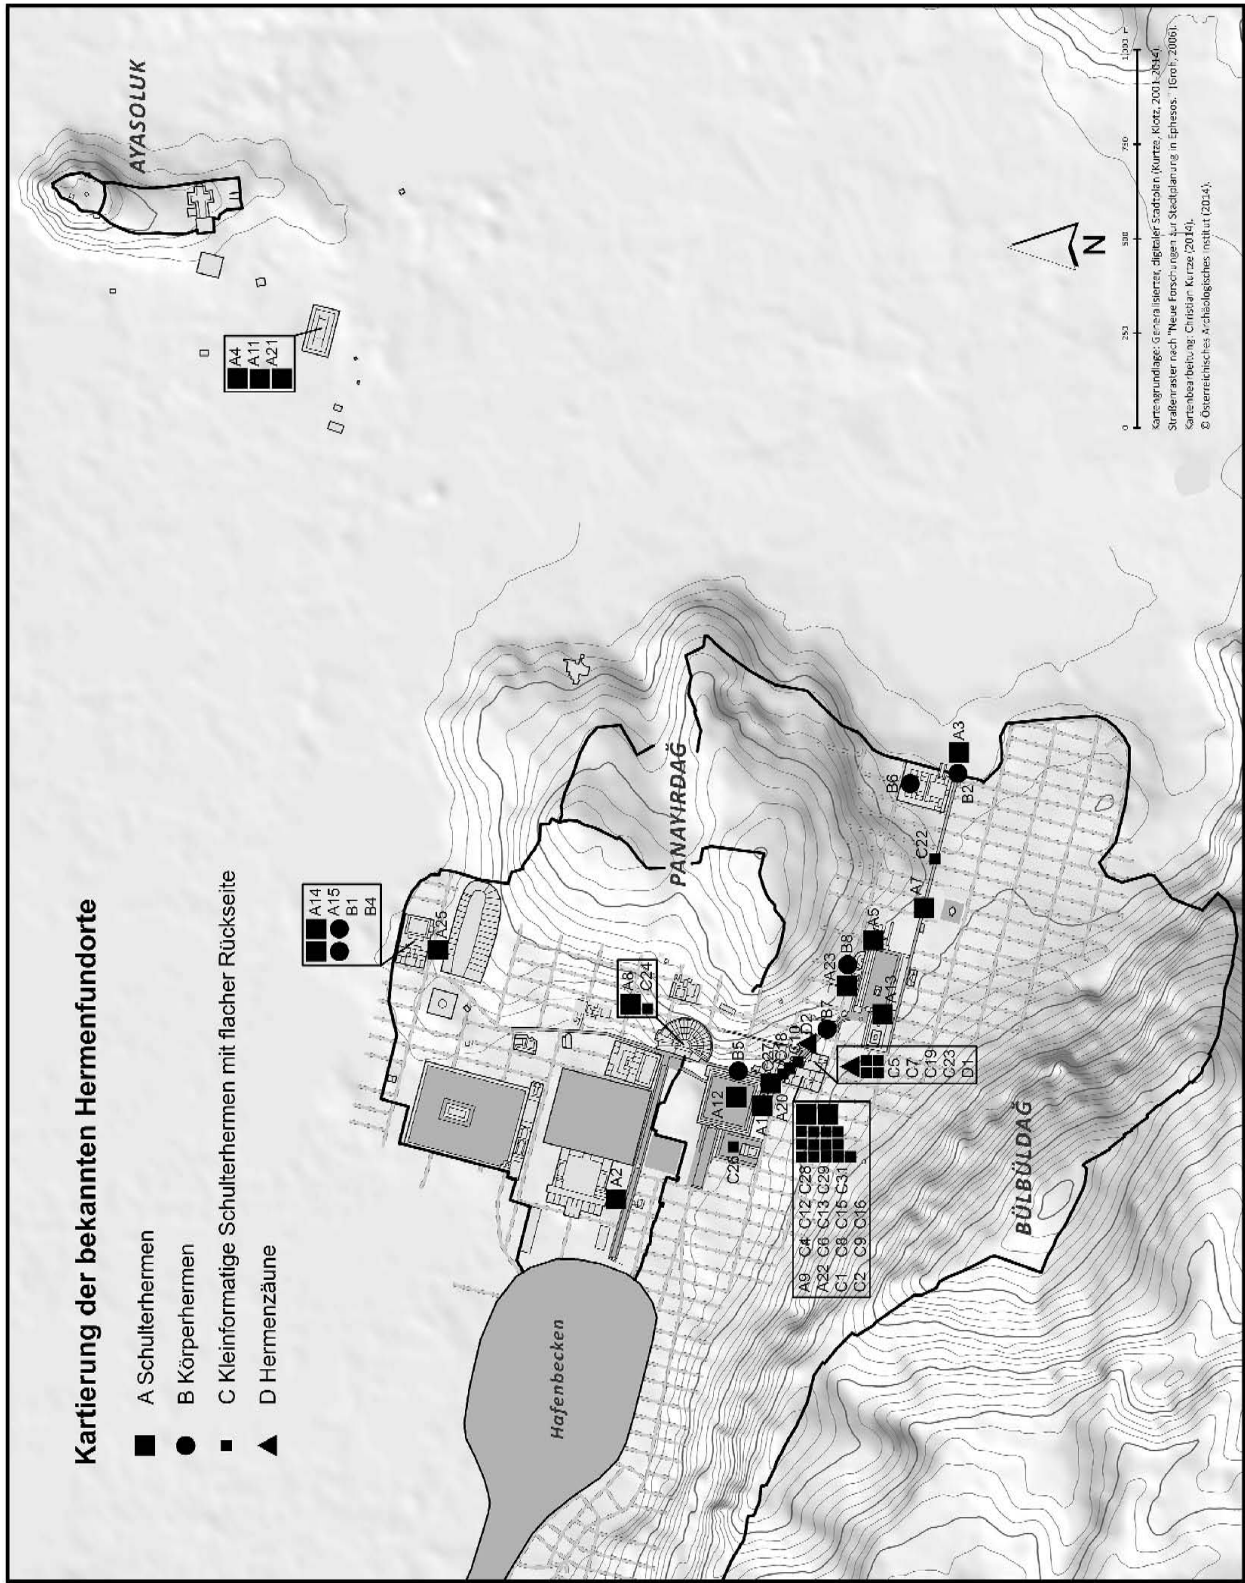 Kartierung der bekannten Hermenfundorte
A Schulterhermen
B Körperhermen
C Kleinformatige Schulterhermen mit flacher Rückseite
D Hermenzäune
AYASOLUK
A4
A11
A21
A14
A15
B1
B4
A25
A8
C24
PANAYIRDAĞ
Hafenbecken
A2
A12
B5
C26
A1
A20
D2
B7
A23
B8
A5
A13
A7
C22
B6
B2
A3
C5
C7
C19
C23
D1
A9 C4 C12 C28
A22 C6 C13 C29
C1 C8 C15 C31
C2 C9 C16
BÜLBÜLDAĞ
N
0 250 500 750 1.000 m
Kartengrundlage: Generalisierter, digitaler Stadtplan (Kurtze, Klotz, 2001-2014).
Straßenraster nach "Neue Forschungen zur Stadtplanung in Ephesos." (Groh, 2006).
Kartenbearbeitung: Christian Kurtze (2014).
© Österreichisches Archäologisches Institut (2014).